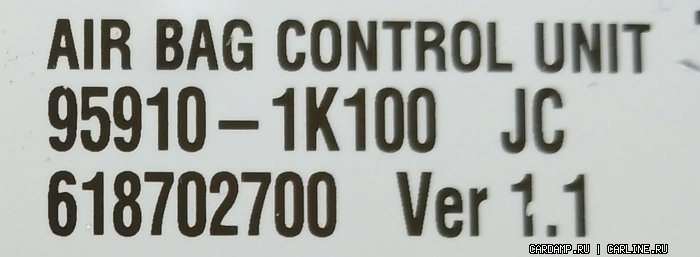 AIR BAG CONTROL UNIT
95910-1K100 JC
618702700 Ver 1.1
CARDAMP.RU | CARLINE.RU